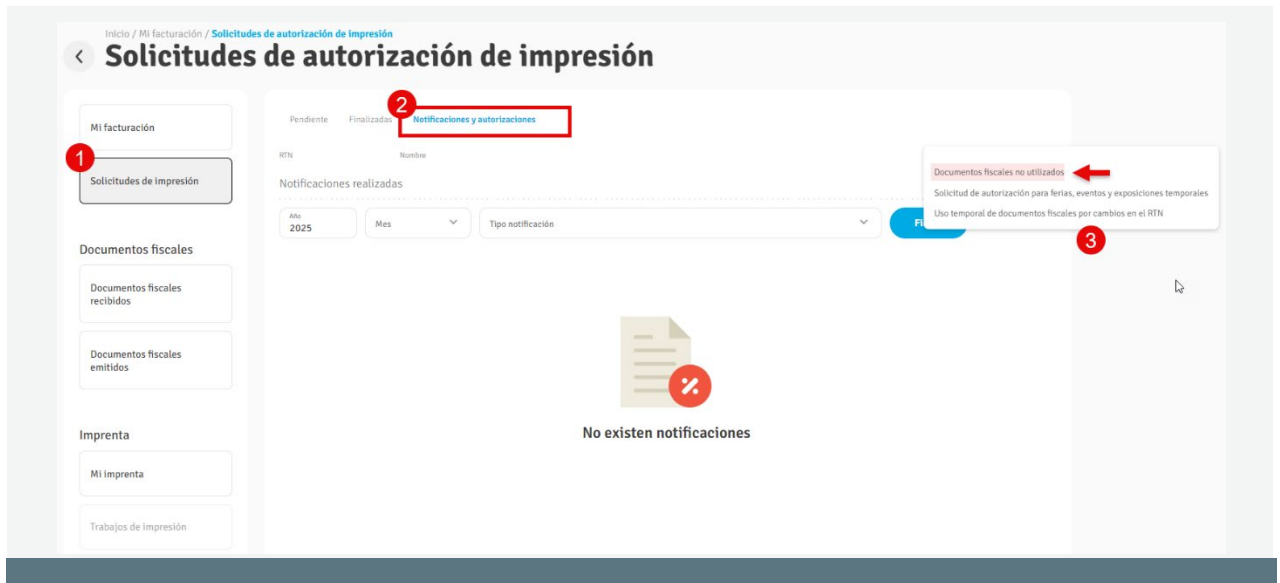 Inicio / Mi facturación / Solicitudes de autorización de impresión
Solicitudes de autorización de impresión
Mi facturación
1
Solicitudes de impresión
Documentos fiscales
Documentos fiscales
recibidos
Documentos fiscales
emitidos
Imprenta
Mi imprenta
Trabajos de impresión
2
Pendiente Finalizadas Notificaciones y autorizaciones
RTN Nombre
Notificaciones realizadas
Año
2025
Mes
Tipo notificación
Documentos fiscales no utilizados
Solicitud de autorización para ferias, eventos y exposiciones temporales
Uso temporal de documentos fiscales por cambios en el RTN
3
No existen notificaciones